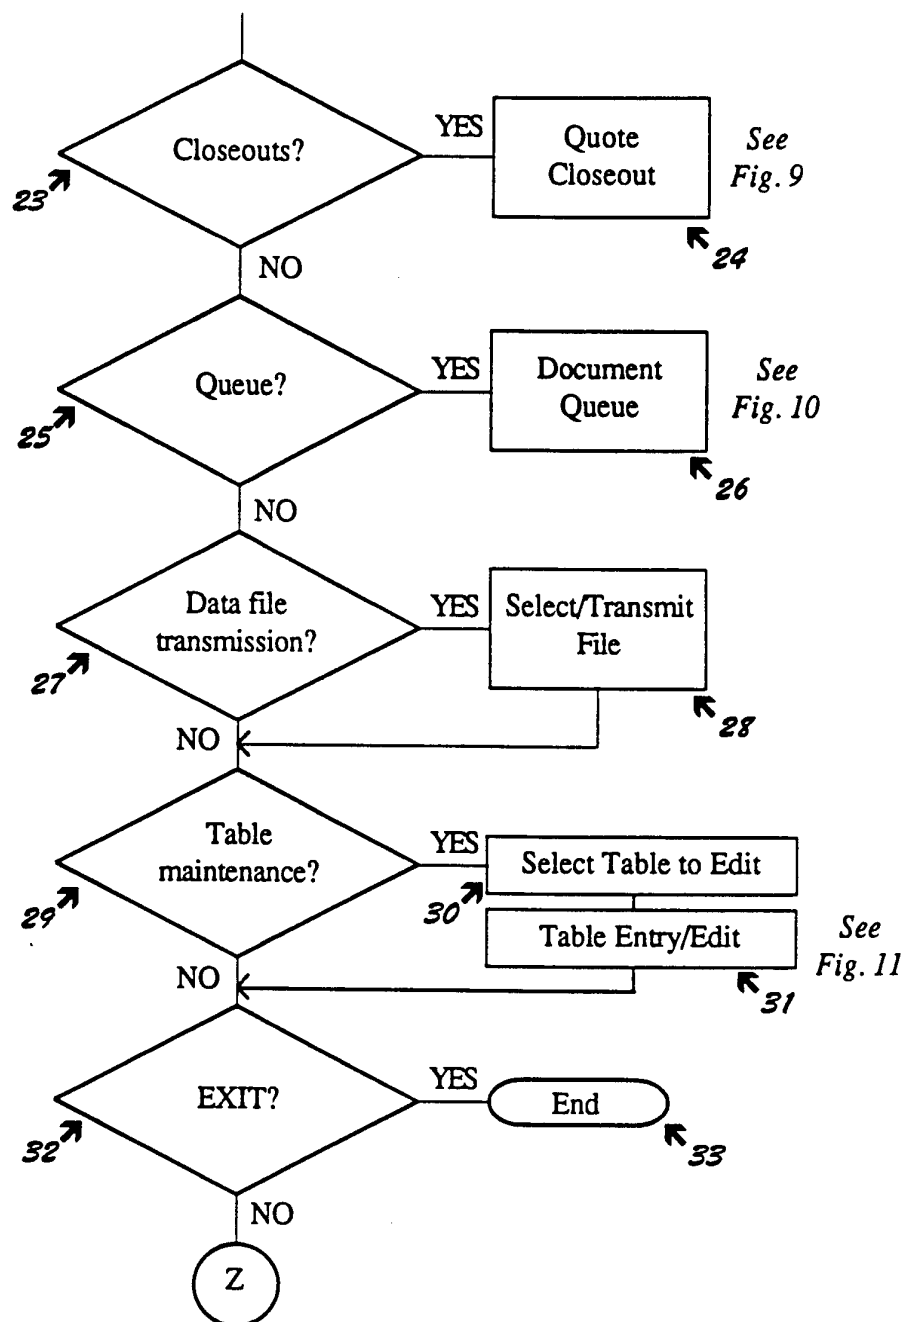 Closeouts?
YES
Quote
Closeout
See
Fig. 9
23
24
NO
Queue?
YES
Document
Queue
See
Fig. 10
25
26
NO
Data file
transmission?
YES
Select/Transmit
File
27
28
NO
Table
maintenance?
YES
Select Table to Edit
29
30
Table Entry/Edit
See
Fig. 11
31
NO
EXIT?
YES
End
32
33
NO
Z